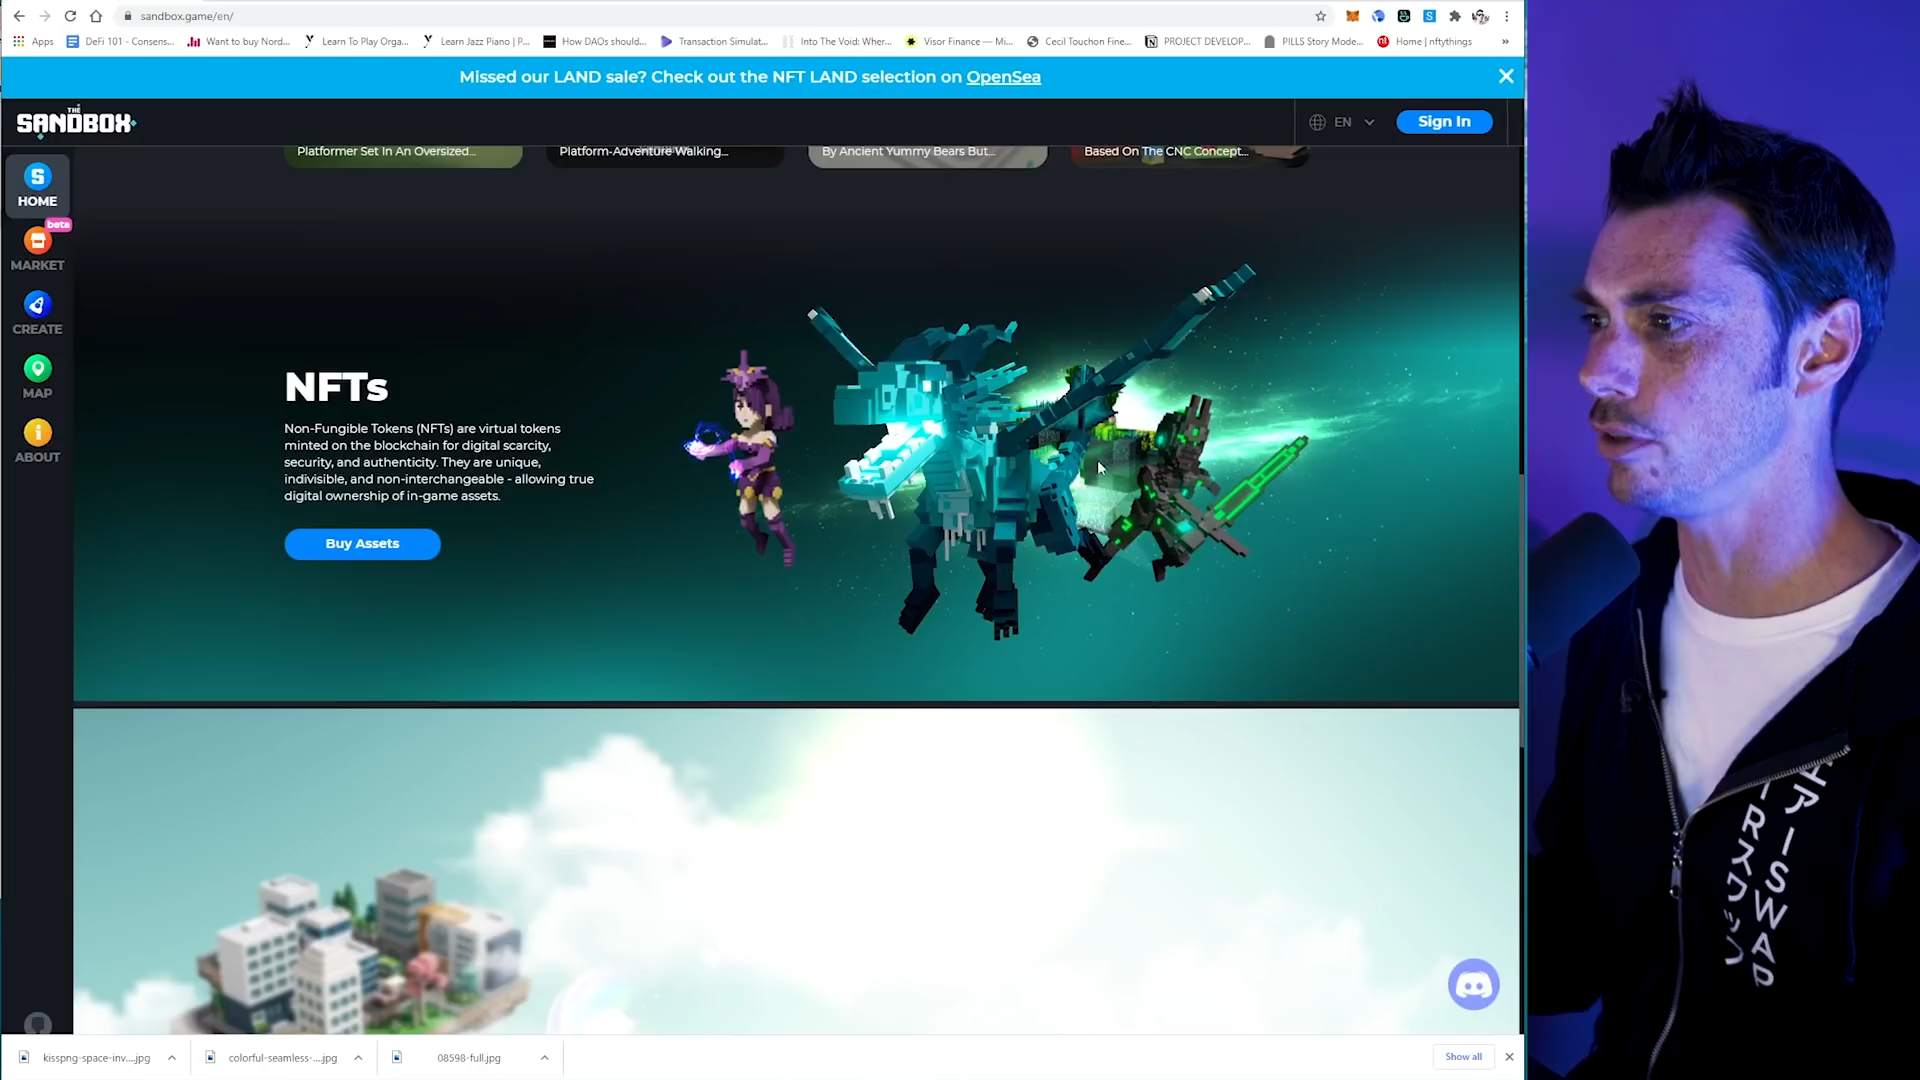 sandbox.game/en/
Apps
DeFi 101 - Consens...
Want to buy Nord...
Learn To Play Orga...
Learn Jazz Piano | P...
How DAOs should...
Transaction Simulat...
Into The Void: Wher...
Visor Finance — Mi...
Cecil Touchon Fine...
PROJECT DEVELOP...
PILLS Story Mode...
Home | nftythings
Missed our LAND sale? Check out the NFT LAND selection on OpenSea
THE
SANDBOX
EN
Sign In
Platformer Set In An Oversized...
Platform-Adventure Walking...
By Ancient Yummy Bears But...
Based On The CNC Concept...
HOME
beta
MARKET
CREATE
MAP
ABOUT
NFTs
Non-Fungible Tokens (NFTs) are virtual tokens
minted on the blockchain for digital scarcity,
security, and authenticity. They are unique,
indivisible, and non-interchangeable - allowing true
digital ownership of in-game assets.
Buy Assets
kisspng-space-inv....jpg
colorful-seamless-....jpg
08598-full.jpg
Show all